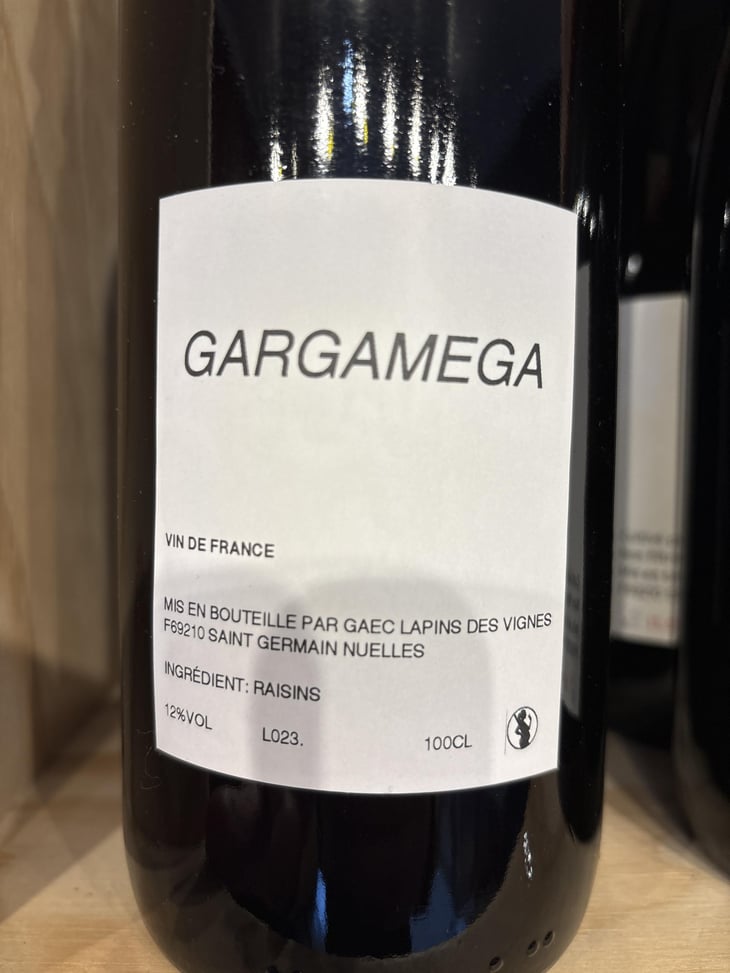 GARGAMEGA
VIN DE FRANCE
MIS EN BOUTEILLE PAR GAEC LAPINS DES VIGNES
F69210 SAINT GERMAIN NUELLES
INGRÉDIENT: RAISINS
12%VOL L023. 100CL